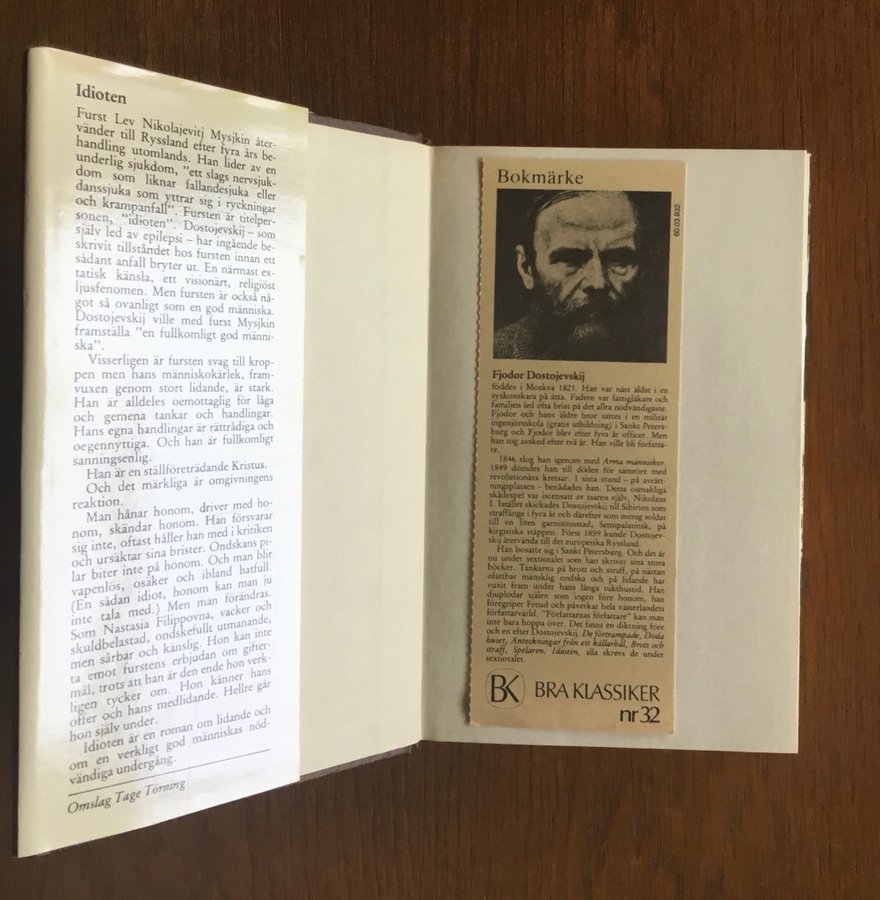 Idioten
Furst Lev Nikolajevitj Mysjkin åter-
vänder till Ryssland efter fyra års be-
handling utomlands. Han lider av en
underlig sjukdom, "ett slags nervsjuk-
dom som liknar fallandesjuka eller
danssjuka som yttrar sig i ryckningar
och krampanfall". Fursten är titelper-
sonen, "idioten". Dostojevskij – som
själv led av epilepsi – har ingående be-
skrivit tillståndet hos fursten innan ett
sådant anfall bryter ut. En närmast ex-
tatisk känsla, ett visionärt, religiöst
ljusfenomen. Men fursten är också nå-
got så ovanligt som en god människa.
Dostojevskij ville med furst Mysjkin
framställa "en fullkomligt god männi-
ska".
Visserligen är fursten svag till krop-
pen men hans människokärlek, fram-
vuxen genom stort lidande, är stark.
Han är alldeles oemottaglig för låga
och gemena tankar och handlingar.
Hans egna handlingar är rättrådiga och
oegennyttiga. Och han är fullkomligt
sanningsenlig.
Han är en ställföreträdande Kristus.
Och det märkliga är omgivningens
reaktion.
Man hånar honom, driver med ho-
nom, skändar honom. Han försvarar
sig inte, oftast håller han med i kritiken
och ursäktar sina brister. Ondskans pi-
lar biter inte på honom. Och man blir
vapenlös, osäker och ibland hatfull.
(En sådan idiot, honom kan man ju
inte tala med.) Men man förändras.
Som Nastasia Filippovna, vacker och
skuldbelastad, ondskefullt utmanande,
men sårbar och känslig. Hon kan inte
ta emot furstens erbjudan om gifter-
mål, trots att han är den ende hon verk-
ligen tycker om. Hon känner hans
offer och hans medlidande. Hellre går
hon själv under.
Idioten är en roman om lidande och
om en verkligt god människas nöd-
vändiga undergång.
Omslag Tage Törning
Bokmärke
60.03.832
Fjodor Dostojevskij
föddes i Moskva 1821. Han var näst äldst i en
syskonskara på åtta. Fadern var fattigläkare och
familjen led ofta brist på det allra nödvändigaste.
Fjodor och hans äldre bror sattes i en militär
ingenjörsskola (gratis utbildning) i Sankt Peters-
burg och Fjodor blev efter fyra år officer. Men
han tog avsked efter två år. Han ville bli författa-
re.
1846 slog han igenom med Arma människor.
1849 dömdes han till döden för samröre med
revolutionära kretsar. I sista stund – på avrätt-
ningsplatsen – benådades han. Detta osmakliga
skådespel var iscensatt av tsaren själv, Nikolaus
I. Istället skickades Dostojevskij till Sibirien som
straffånge i fyra år och därefter som menig soldat
till en liten garnisonsstad, Semipalatinsk, på
kirgisiska stäppen. Först 1859 kunde Dostojev-
skij återvända till det europeiska Ryssland.
Han bosatte sig i Sankt Petersburg. Och det är
nu under sextiotalet som han skriver sina stora
böcker. Tankarna på brott och straff, på nästan
ofattbar mänsklig ondska och på lidande har
vuxit fram under hans långa tukthustid. Han
djuplodar själen som ingen före honom, han
föregriper Freud och påverkar hela västerlandets
författarvärld. "Författarnas författare" kan man
inte bara hoppa över. Det finns en diktning före
och en efter Dostojevskij. De förtrampade, Döda
huset, Anteckningar från ett källarhål, Brott och
straff, Spelaren, Idioten, alla skrevs de under
sextiotalet.
BK BRA KLASSIKER
nr 32